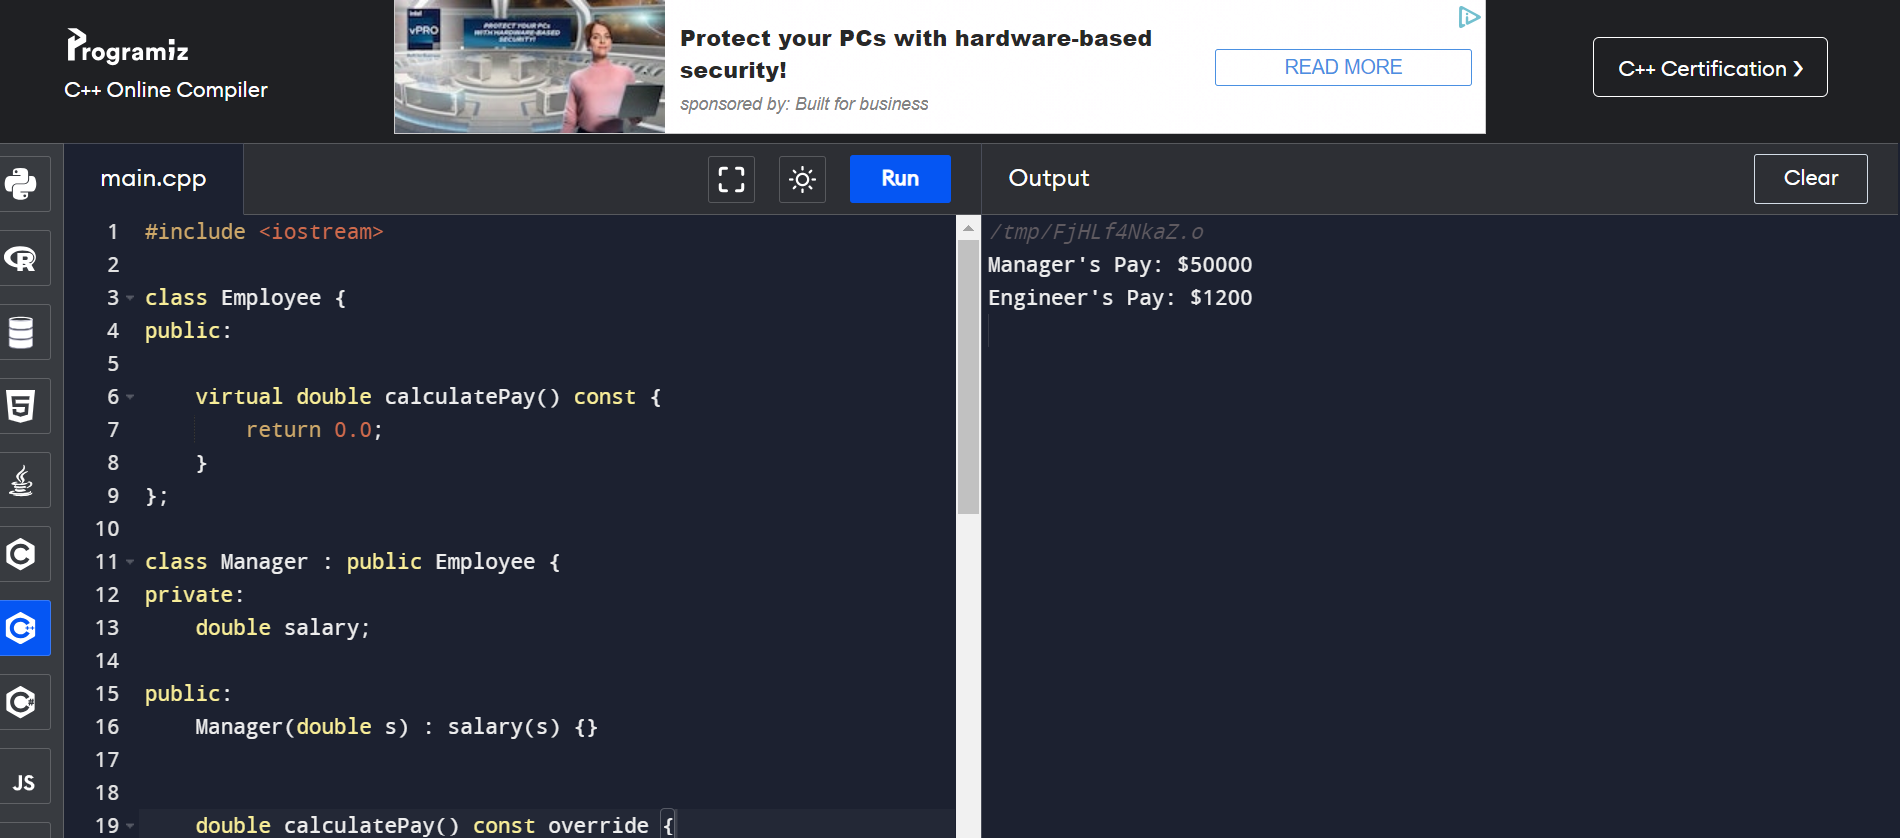 Programiz
C++ Online Compiler
intel
vPRO
PROTECT YOUR PCs
WITH HARDWARE-BASED
SECURITY!
Protect your PCs with hardware-based
security!
sponsored by: Built for business
READ MORE
C++ Certification ❯
main.cpp
Run
Output
Clear
1 #include <iostream>
2
3 class Employee {
4 public:
5
6     virtual double calculatePay() const {
7         return 0.0;
8     }
9 };
10
11 class Manager : public Employee {
12 private:
13     double salary;
14
15 public:
16     Manager(double s) : salary(s) {}
17
18
19     double calculatePay() const override {
/tmp/FjHLf4NkaZ.o
Manager's Pay: $50000
Engineer's Pay: $1200
R
5
C
C++
C#
JS